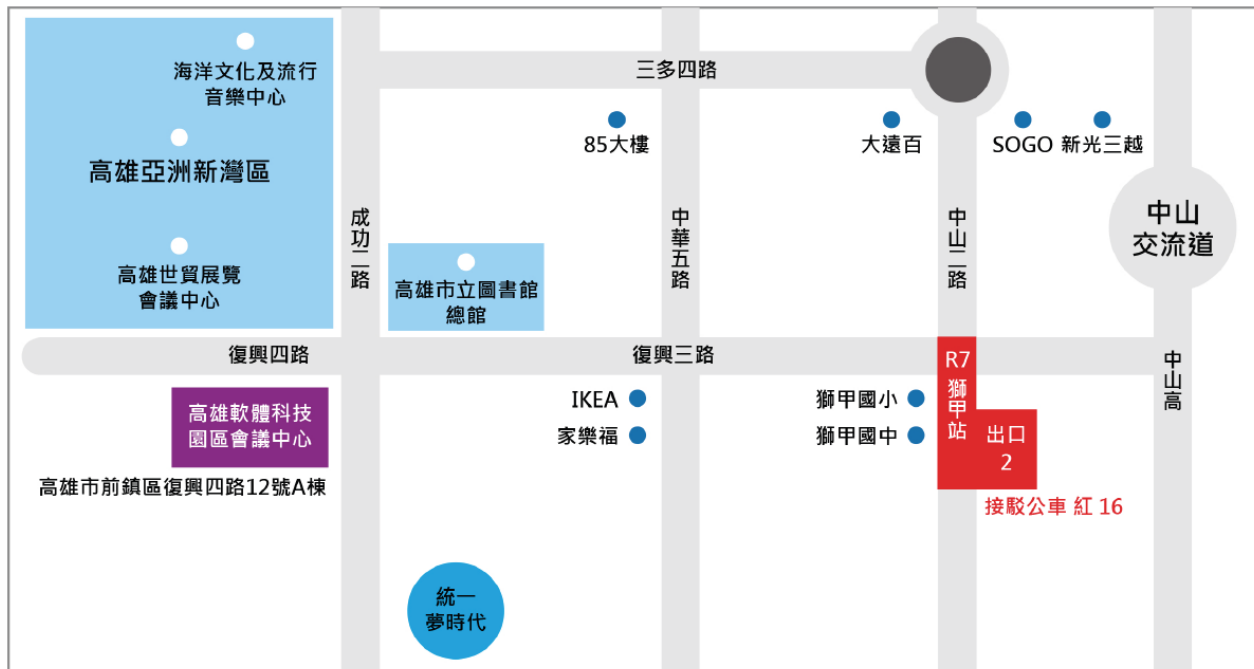 海洋文化及流行
音樂中心
高雄亞洲新灣區
高雄世貿展覽
會議中心
三多四路
85大樓
大遠百
SOGO 新光三越
成功二路
中華五路
中山二路
中山
交流道
高雄市立圖書館
總館
復興四路
復興三路
中山高
R7
獅甲站
出口
2
接駁公車 紅 16
高雄軟體科技
園區會議中心
高雄市前鎮區復興四路12號A棟
IKEA
家樂福
獅甲國小
獅甲國中
統一
夢時代